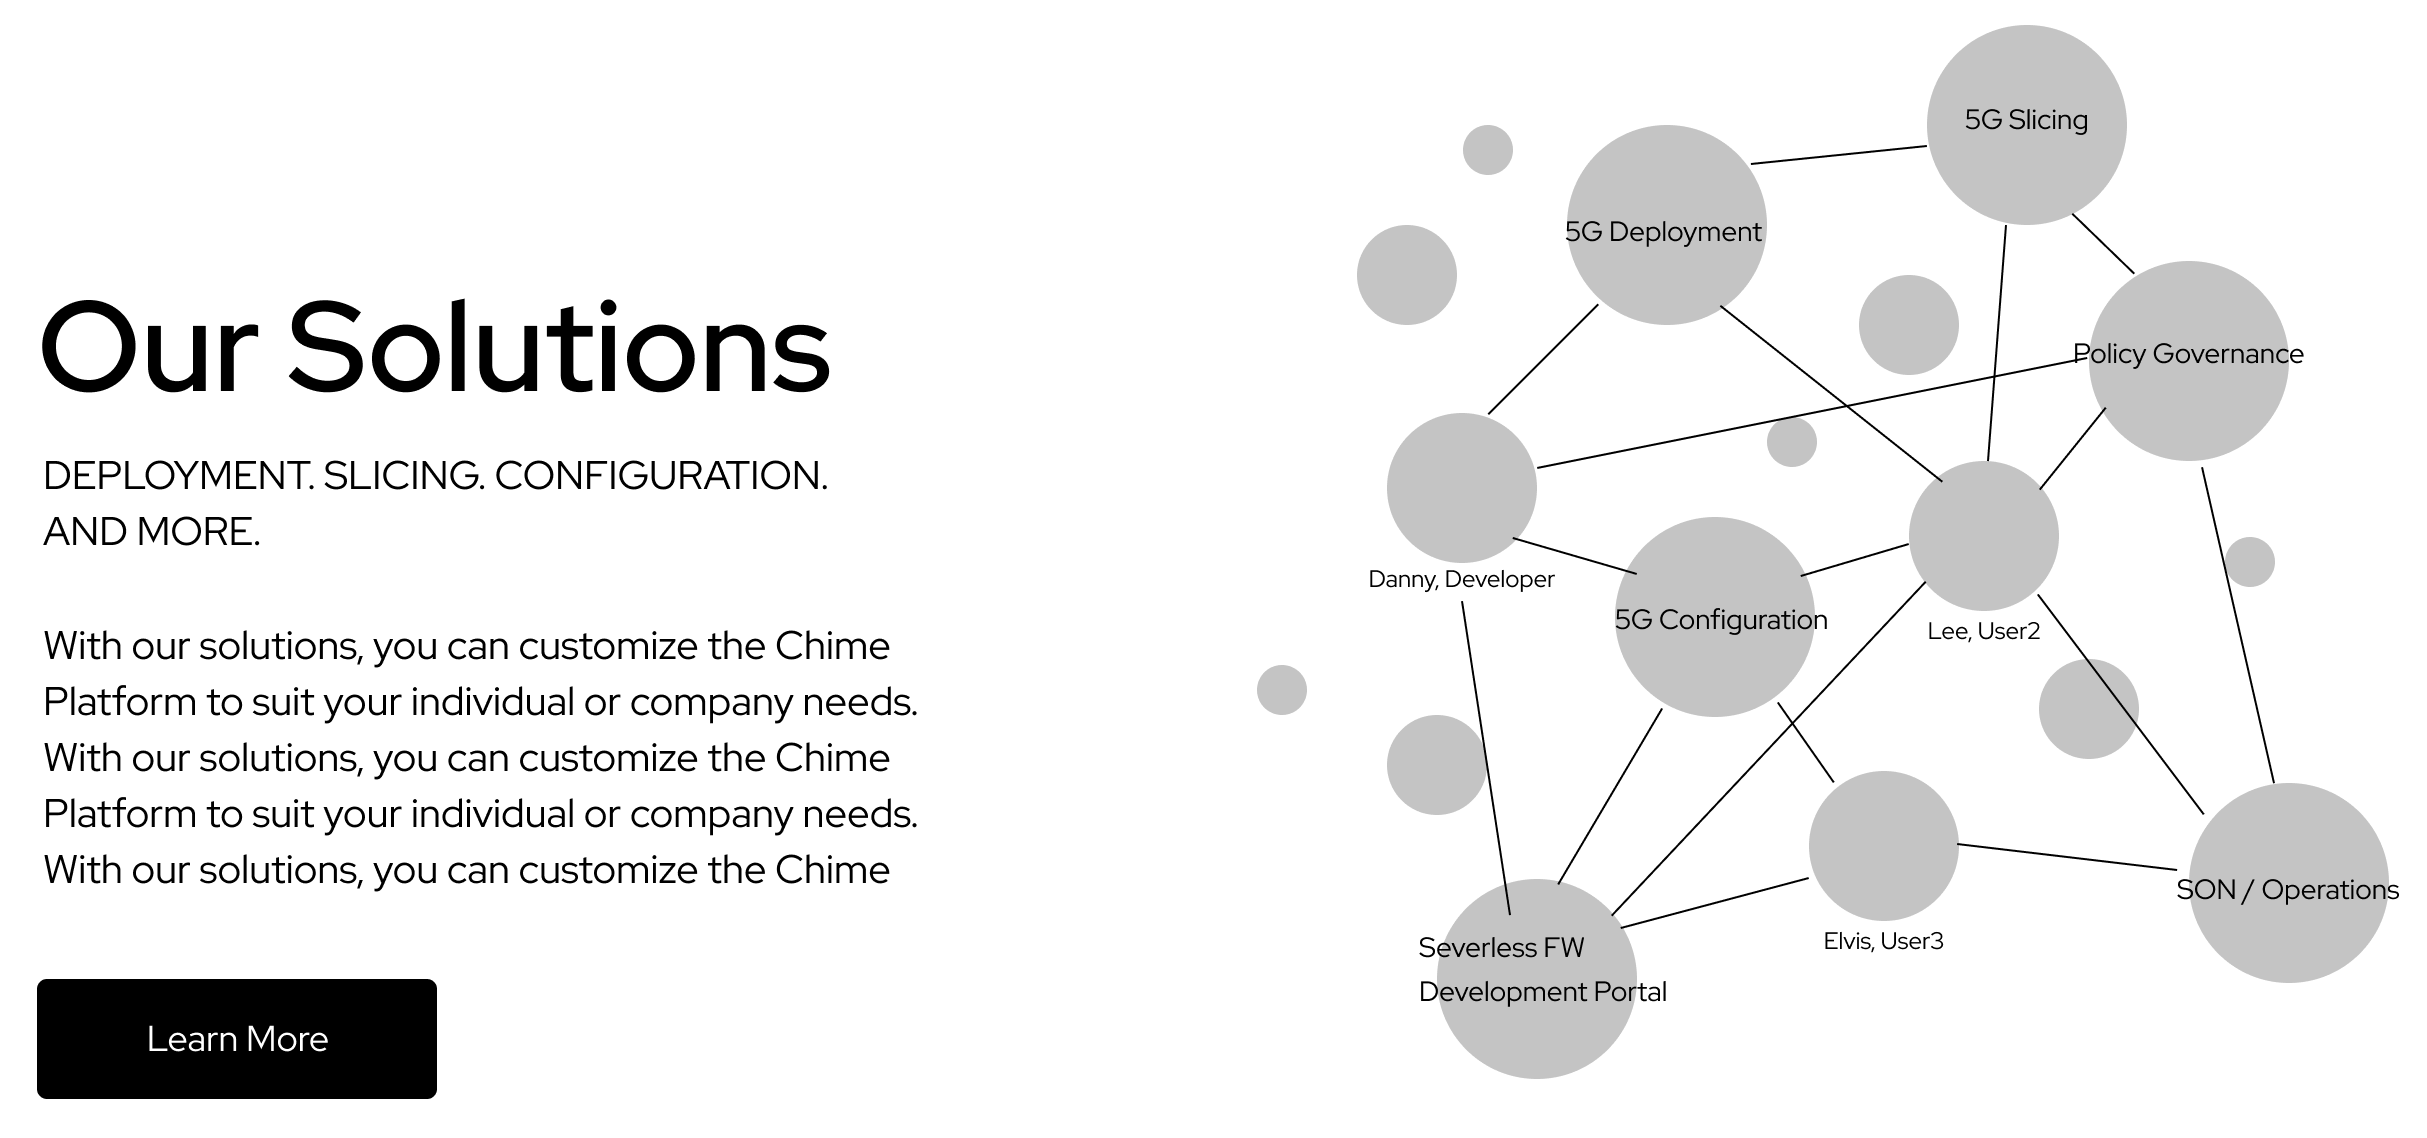 Our Solutions
DEPLOYMENT. SLICING. CONFIGURATION.
AND MORE.
With our solutions, you can customize the Chime
Platform to suit your individual or company needs.
With our solutions, you can customize the Chime
Platform to suit your individual or company needs.
With our solutions, you can customize the Chime
Learn More
5G Slicing
5G Deployment
Policy Governance
Danny, Developer
5G Configuration
Lee, User2
SON / Operations
Elvis, User3
Severless FW
Development Portal